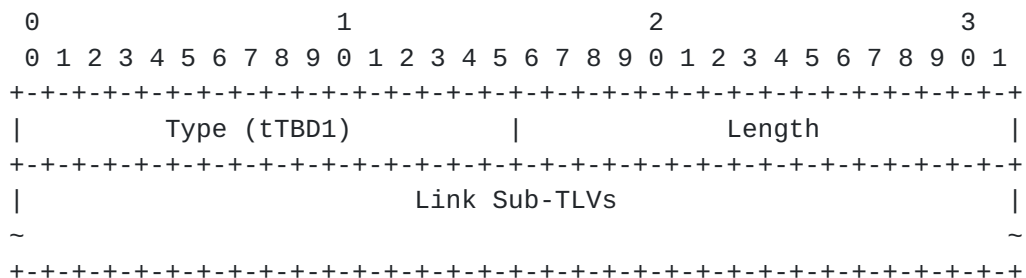 0                   1                   2                   3
 0 1 2 3 4 5 6 7 8 9 0 1 2 3 4 5 6 7 8 9 0 1 2 3 4 5 6 7 8 9 0 1
+-+-+-+-+-+-+-+-+-+-+-+-+-+-+-+-+-+-+-+-+-+-+-+-+-+-+-+-+-+-+-+-+
|         Type (tTBD1)          |             Length            |
+-+-+-+-+-+-+-+-+-+-+-+-+-+-+-+-+-+-+-+-+-+-+-+-+-+-+-+-+-+-+-+-+
|                         Link Sub-TLVs                         |
~                                                               ~
+-+-+-+-+-+-+-+-+-+-+-+-+-+-+-+-+-+-+-+-+-+-+-+-+-+-+-+-+-+-+-+-+